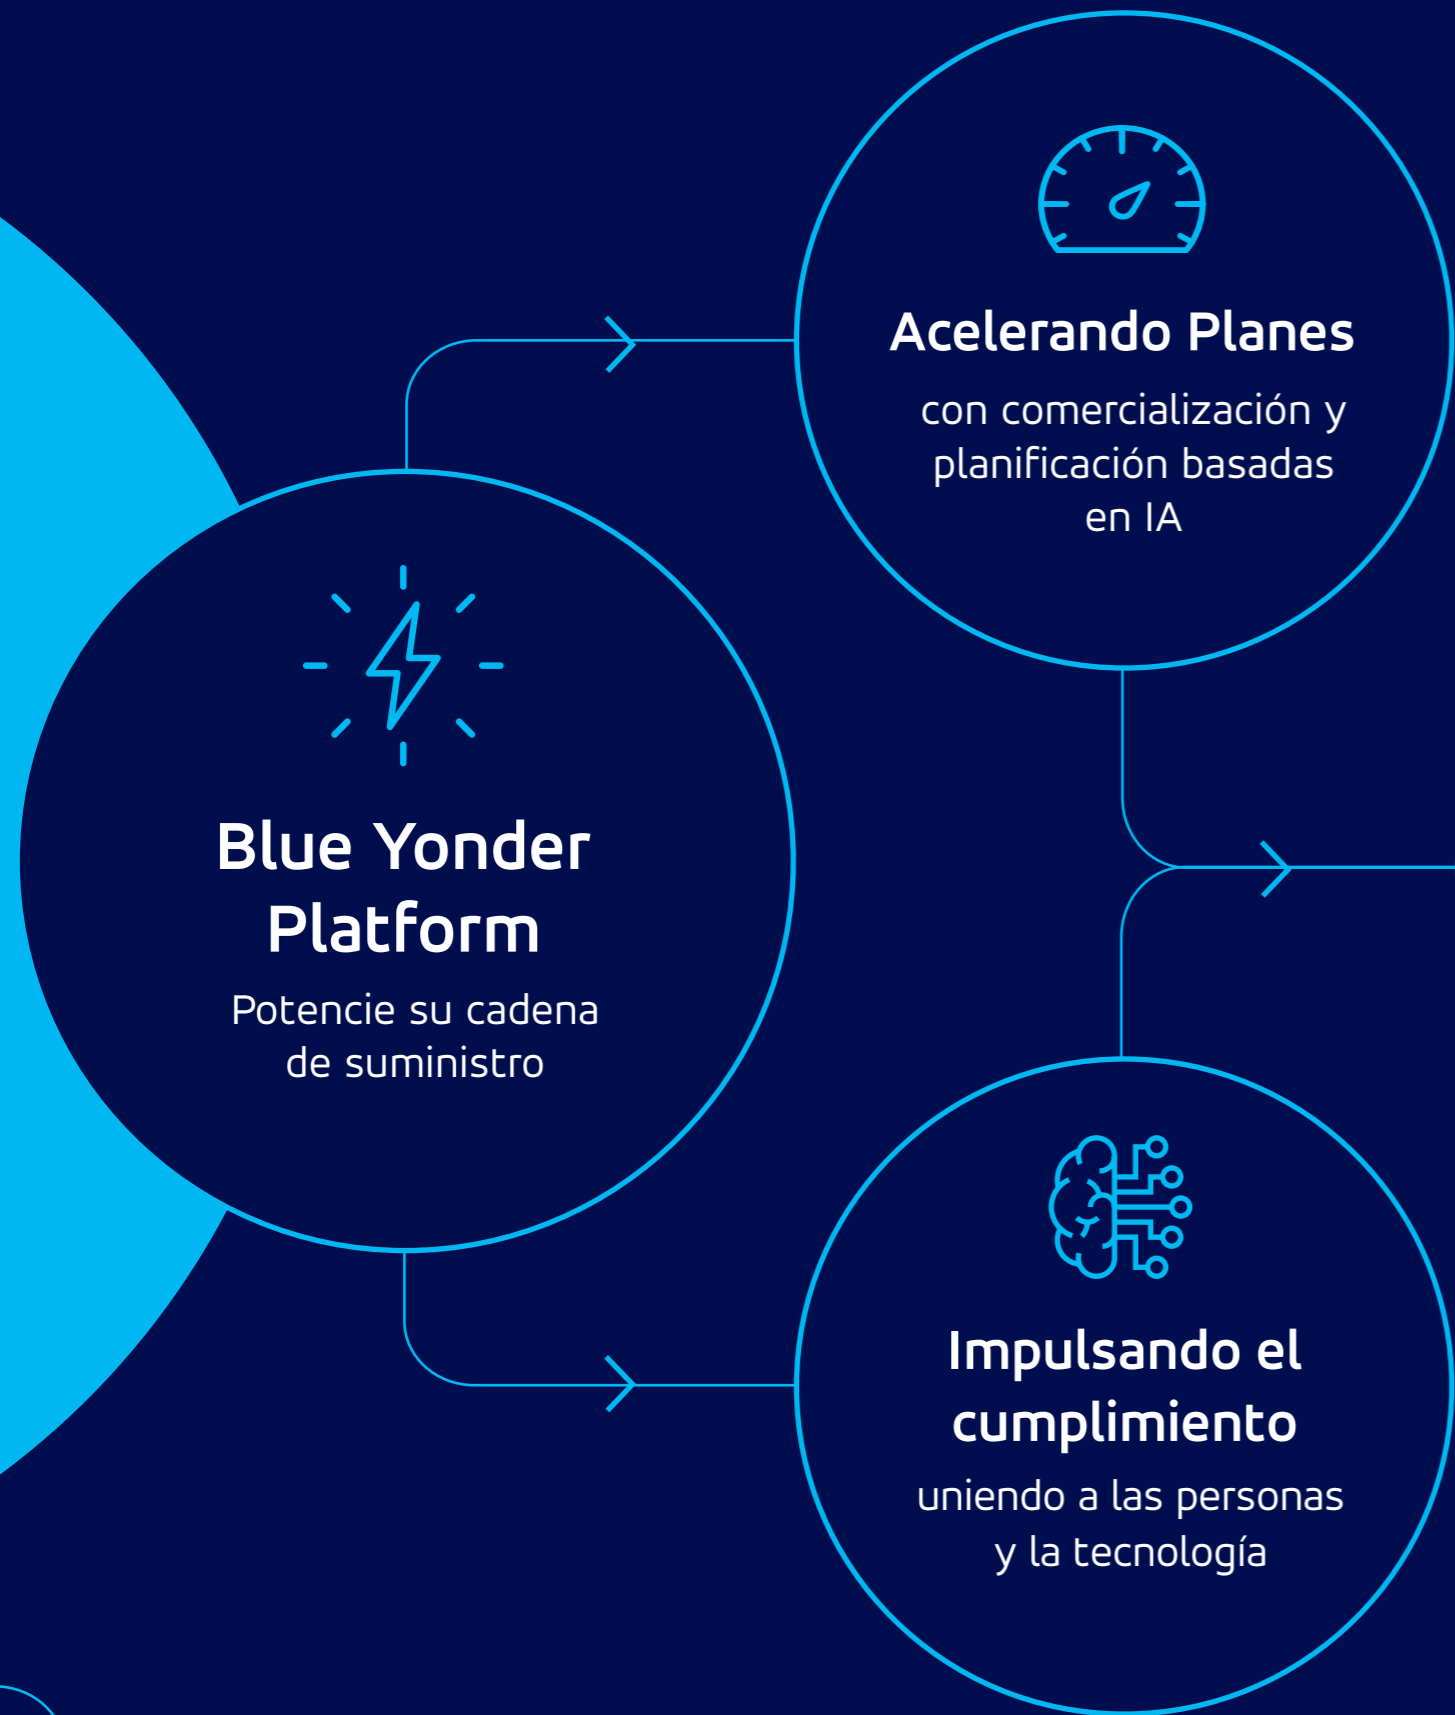 Blue Yonder
Platform
Potencie su cadena
de suministro
Acelerando Planes
con comercialización y
planificación basadas
en IA
Impulsando el
cumplimiento
uniendo a las personas
y la tecnología